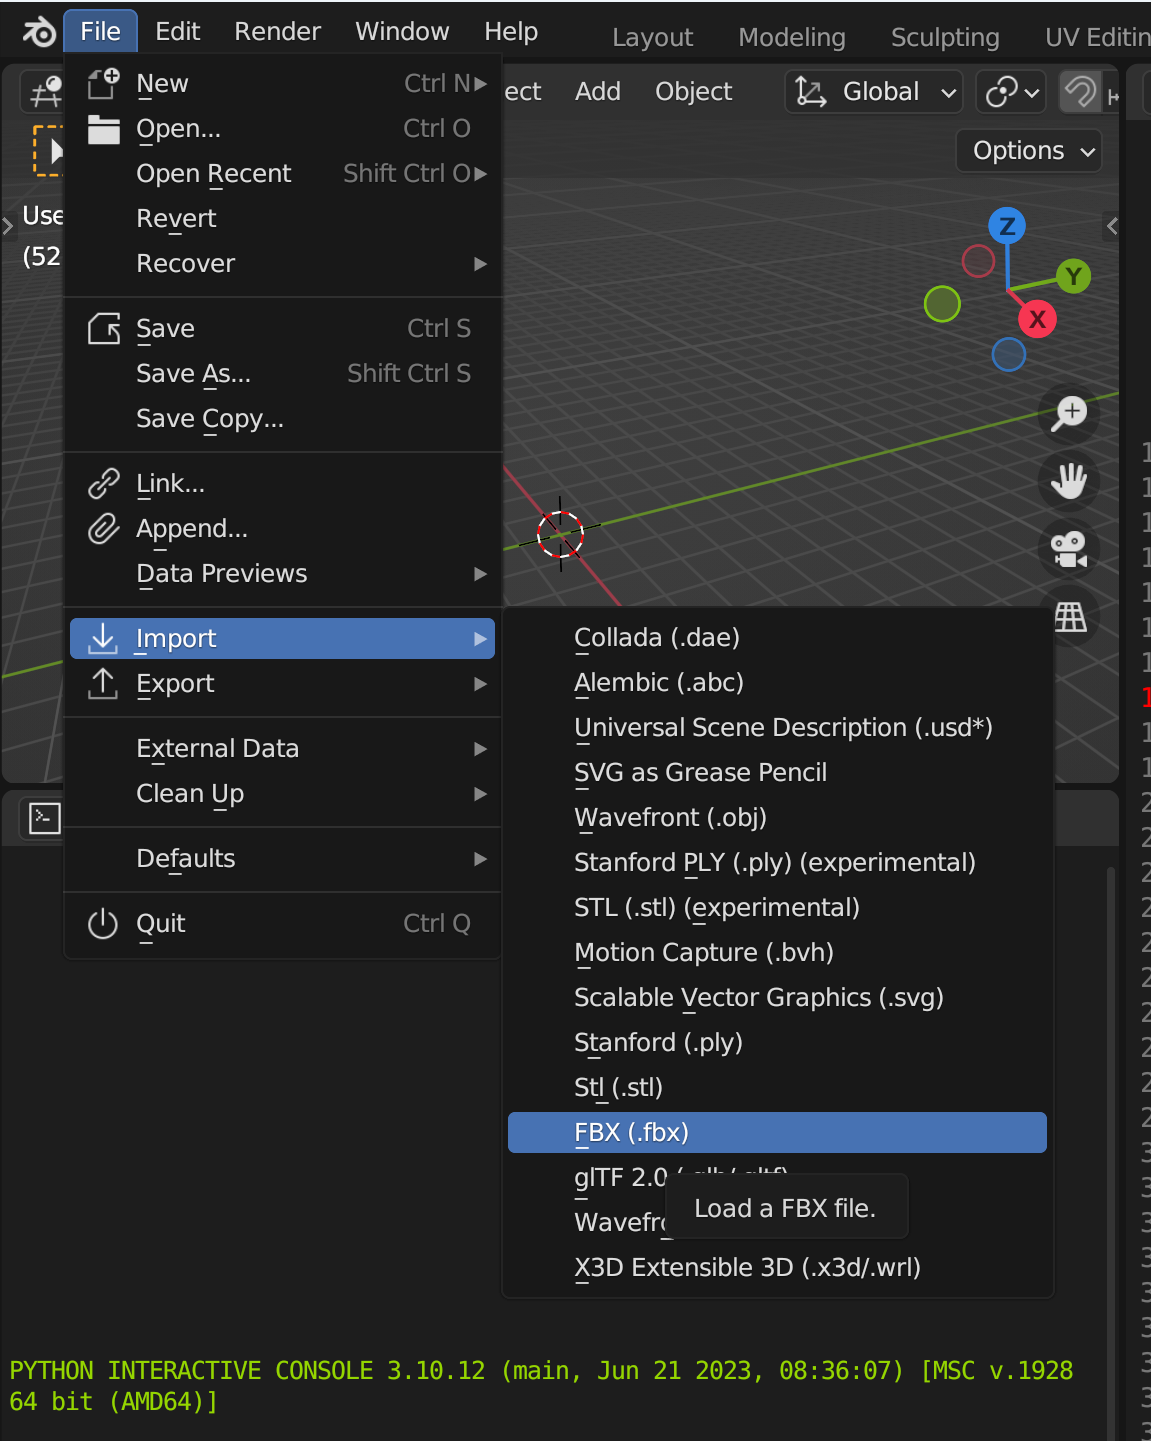 File Edit Render Window Help Layout Modeling Sculpting UV Editin
ect Add Object Global
Options
Use
(52
Z
Y
X
New Ctrl N
Open... Ctrl O
Open Recent Shift Ctrl O
Revert
Recover
Save Ctrl S
Save As... Shift Ctrl S
Save Copy...
Link...
Append...
Data Previews
Import
Export
External Data
Clean Up
Defaults
Quit Ctrl Q
Collada (.dae)
Alembic (.abc)
Universal Scene Description (.usd*)
SVG as Grease Pencil
Wavefront (.obj)
Stanford PLY (.ply) (experimental)
STL (.stl) (experimental)
Motion Capture (.bvh)
Scalable Vector Graphics (.svg)
Stanford (.ply)
Stl (.stl)
FBX (.fbx)
glTF 2.0 (.glb/.gltf)
Load a FBX file.
Wavefro
X3D Extensible 3D (.x3d/.wrl)
PYTHON INTERACTIVE CONSOLE 3.10.12 (main, Jun 21 2023, 08:36:07) [MSC v.1928
64 bit (AMD64)]